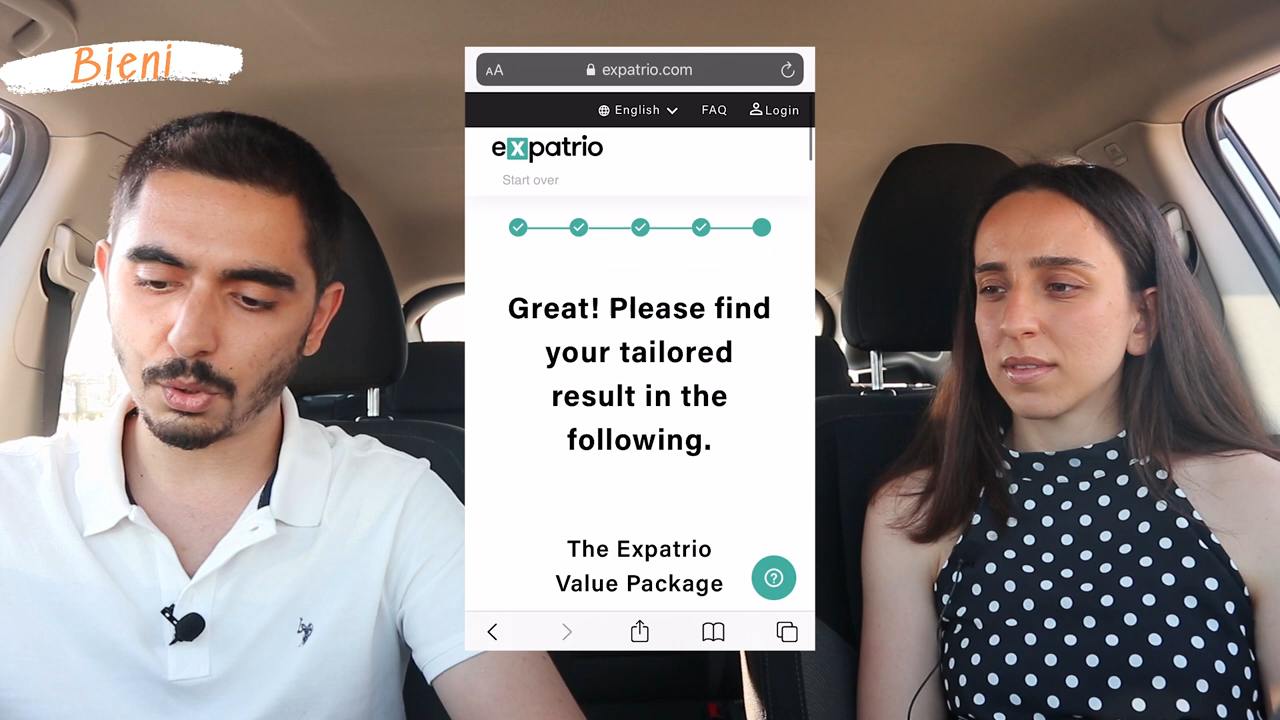 Bieni
AA
expatrio.com
English
FAQ
Login
expatrio
Start over
Great! Please find
your tailored
result in the
following.
The Expatrio
Value Package
?